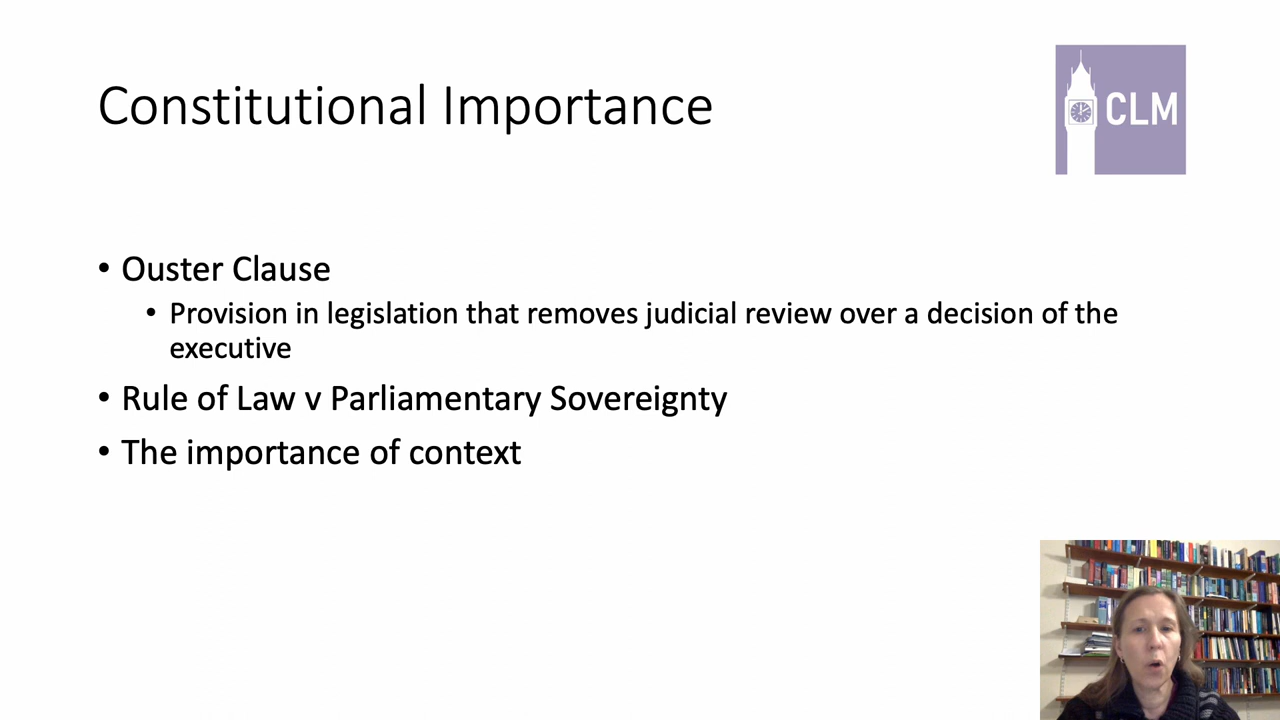 Constitutional Importance
CLM
• Ouster Clause
• Provision in legislation that removes judicial review over a decision of the
executive
• Rule of Law v Parliamentary Sovereignty
• The importance of context